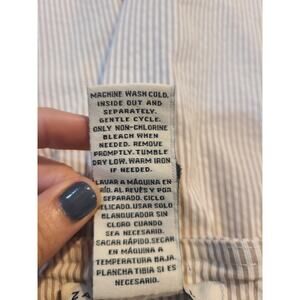 MACHINE WASH COLD,
INSIDE OUT AND
SEPARATELY.
GENTLE CYCLE.
ONLY NON-CHLORINE
BLEACH WHEN
NEEDED. REMOVE
PROMPTLY. TUMBLE
DRY LOW. WARM IRON,
IF NEEDED.
LAVAR A MÁQUINA EN
FRÍO, AL REVÉS Y POR
SEPARADO. CICLO
DELICADO. USAR SOLO
BLANQUEADOR SIN
CLORO CUANDO
SEA NECESARIO.
SACAR RÁPIDO. SECAR
EN MÁQUINA A
TEMPERATURA BAJA.
PLANCHA TIBIA SI ES
NECESARIO.